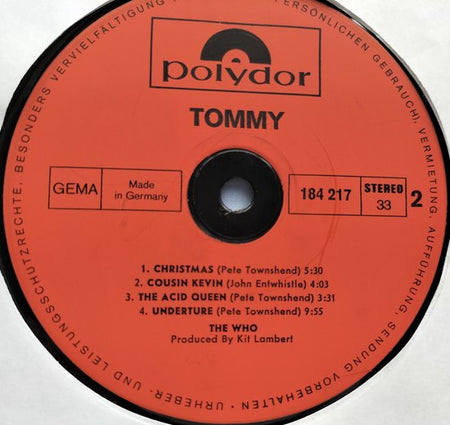 polydor
TOMMY
GEMA
Made
in Germany
184 217
STEREO
33
2
1. CHRISTMAS (Pete Townshend) 5:30
2. COUSIN KEVIN (John Entwhistle) 4:03
3. THE ACID QUEEN (Pete Townshend) 3:31
4. UNDERTURE (Pete Townshend) 9:55
THE WHO
Produced by Kit Lambert
URHEBER- UND LEISTUNGSSCHUTZRECHTE, BESONDERS VERVIELFÄLTIGUNG
PERSÖNLICHEN GEBRAUCH), VERMIETUNG, AUFFÜHRUNG, SENDUNG VORBEHALTEN •